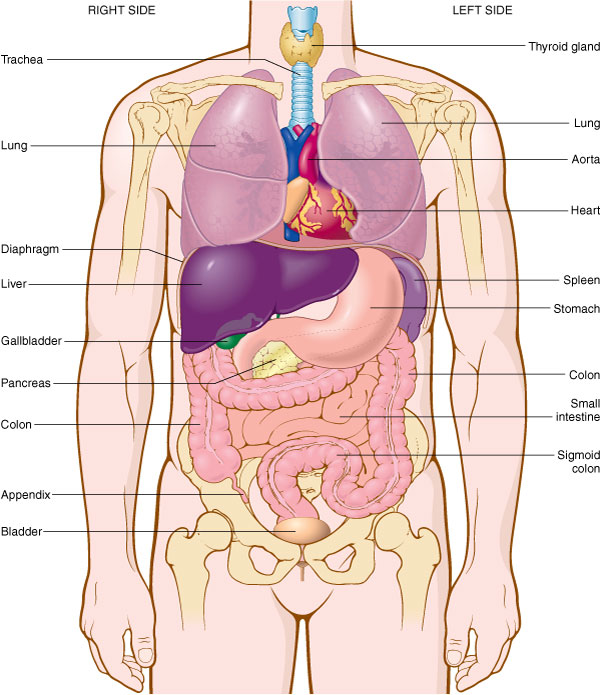 RIGHT SIDE
LEFT SIDE
Trachea
Lung
Diaphragm
Liver
Gallbladder
Pancreas
Colon
Appendix
Bladder
Thyroid gland
Lung
Aorta
Heart
Spleen
Stomach
Colon
Small
intestine
Sigmoid
colon